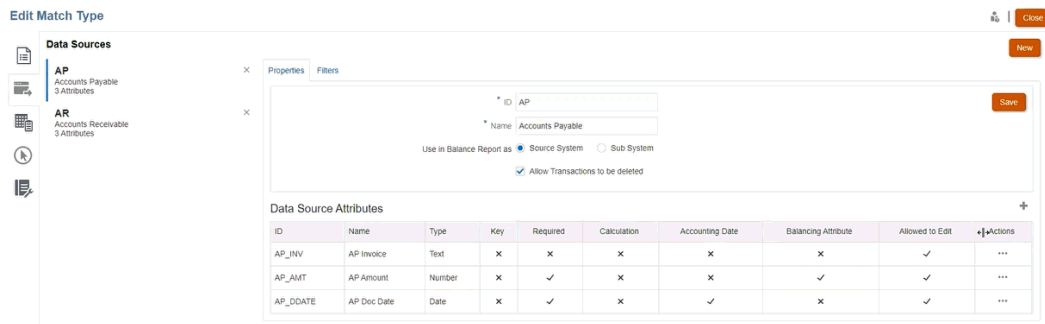 Edit Match Type
Close
Data Sources
New
AP
Accounts Payable
3 Attributes
AR
Accounts Receivable
3 Attributes
Properties Filters
* ID AP
Save
* Name Accounts Payable
Use in Balance Report as Source System Sub System
Allow Transactions to be deleted
Data Source Attributes
ID Name Type Key Required Calculation Accounting Date Balancing Attribute Allowed to Edit Actions
AP_INV AP Invoice Text
AP_AMT AP Amount Number
AP_DDATE AP Doc Date Date